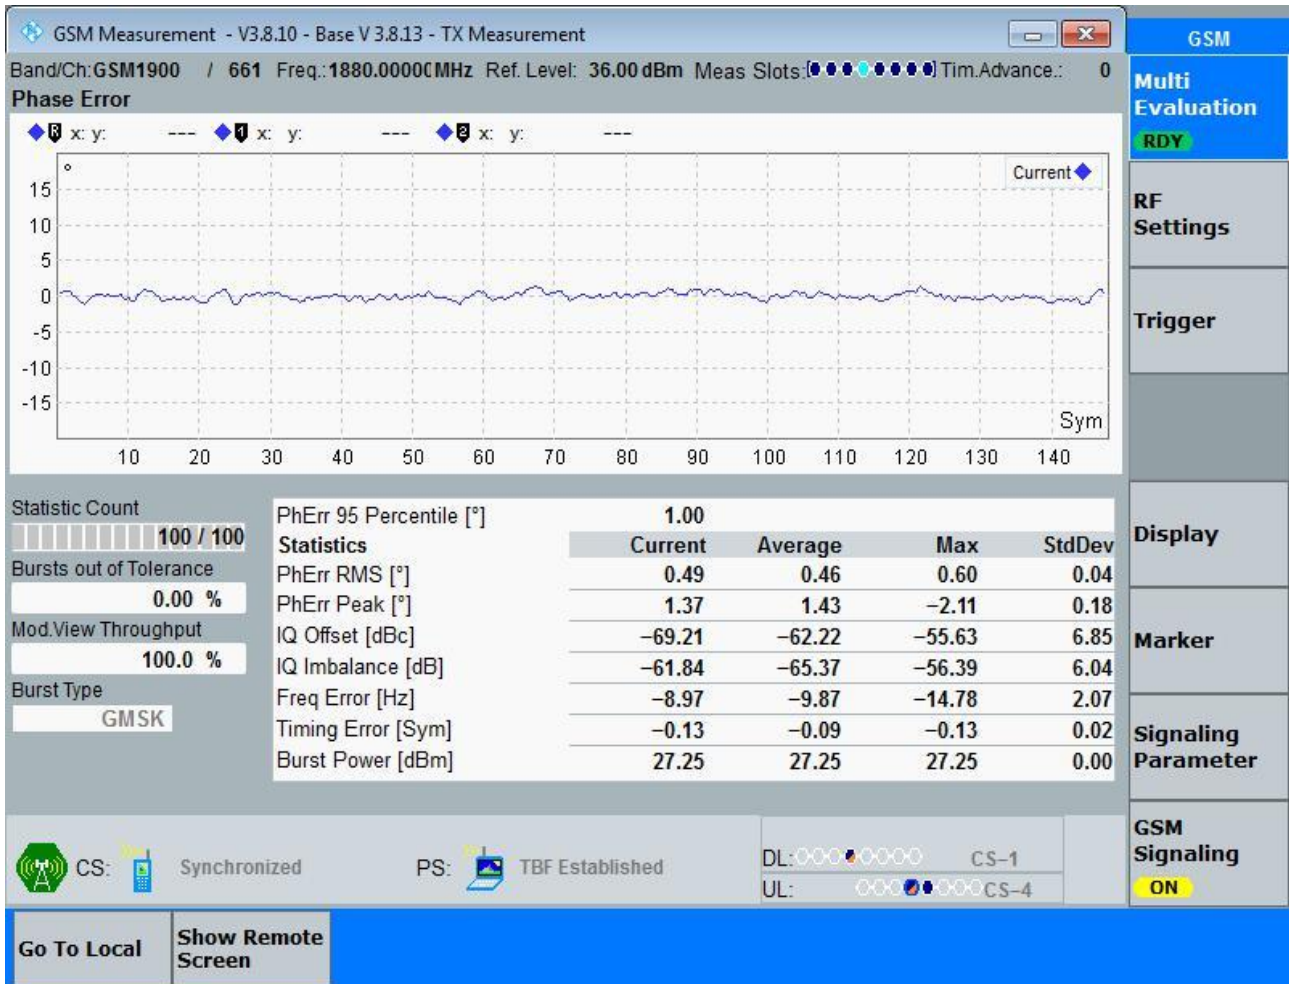 GSM Measurement - V3.8.10 - Base V 3.8.13 - TX Measurement
GSM
Band/Ch:GSM1900 / 661 Freq.:1880.00000 MHz Ref. Level: 36.00 dBm Meas Slots: Tim.Advance.: 0
Phase Error
R x: y: --- 1 x: y: --- 2 x: y: ---
°
Current
15
10
5
0
-5
-10
-15
Sym
10 20 30 40 50 60 70 80 90 100 110 120 130 140
Multi
Evaluation
RDY
RF
Settings
Trigger
Display
Marker
Signaling
Parameter
GSM
Signaling
ON
Statistic Count
100 / 100
Bursts out of Tolerance
0.00 %
Mod.View Throughput
100.0 %
Burst Type
GMSK
PhErr 95 Percentile [°] 1.00
Statistics Current Average Max StdDev
PhErr RMS [°] 0.49 0.46 0.60 0.04
PhErr Peak [°] 1.37 1.43 −2.11 0.18
IQ Offset [dBc] −69.21 −62.22 −55.63 6.85
IQ Imbalance [dB] −61.84 −65.37 −56.39 6.04
Freq Error [Hz] −8.97 −9.87 −14.78 2.07
Timing Error [Sym] −0.13 −0.09 −0.13 0.02
Burst Power [dBm] 27.25 27.25 27.25 0.00
CS: Synchronized PS: TBF Established
DL: CS−1
UL: CS−4
Go To Local
Show Remote
Screen